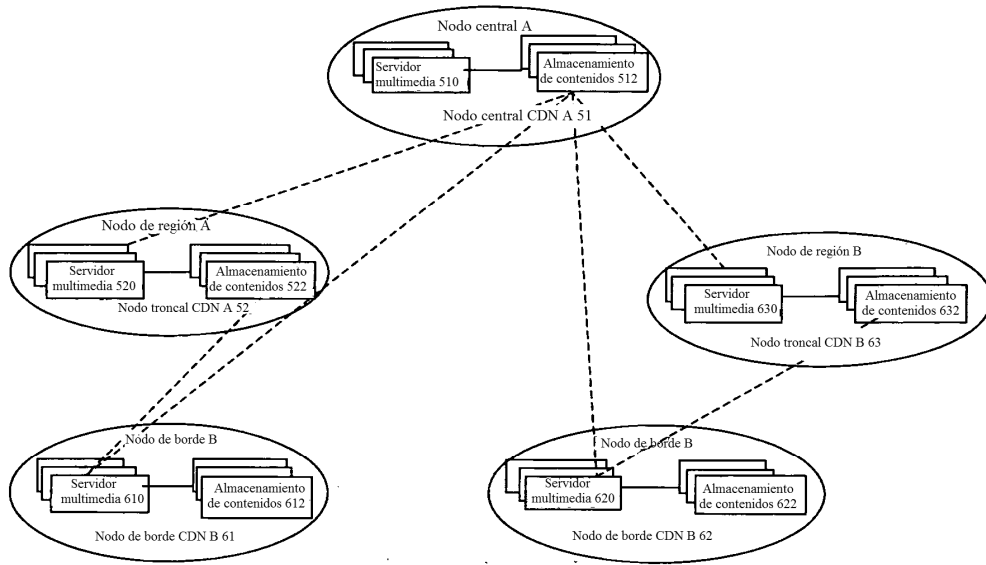 Nodo central A
Servidor
multimedia 510
Almacenamiento
de contenidos 512
Nodo central CDN A 51
Nodo de región A
Servidor
multimedia 520
Almacenamiento
de contenidos 522
Nodo troncal CDN A 52
Nodo de región B
Servidor
multimedia 630
Almacenamiento
de contenidos 632
Nodo troncal CDN B 63
Nodo de borde B
Servidor
multimedia 610
Almacenamiento
de contenidos 612
Nodo de borde CDN B 61
Nodo de borde B
Servidor
multimedia 620
Almacenamiento
de contenidos 622
Nodo de borde CDN B 62